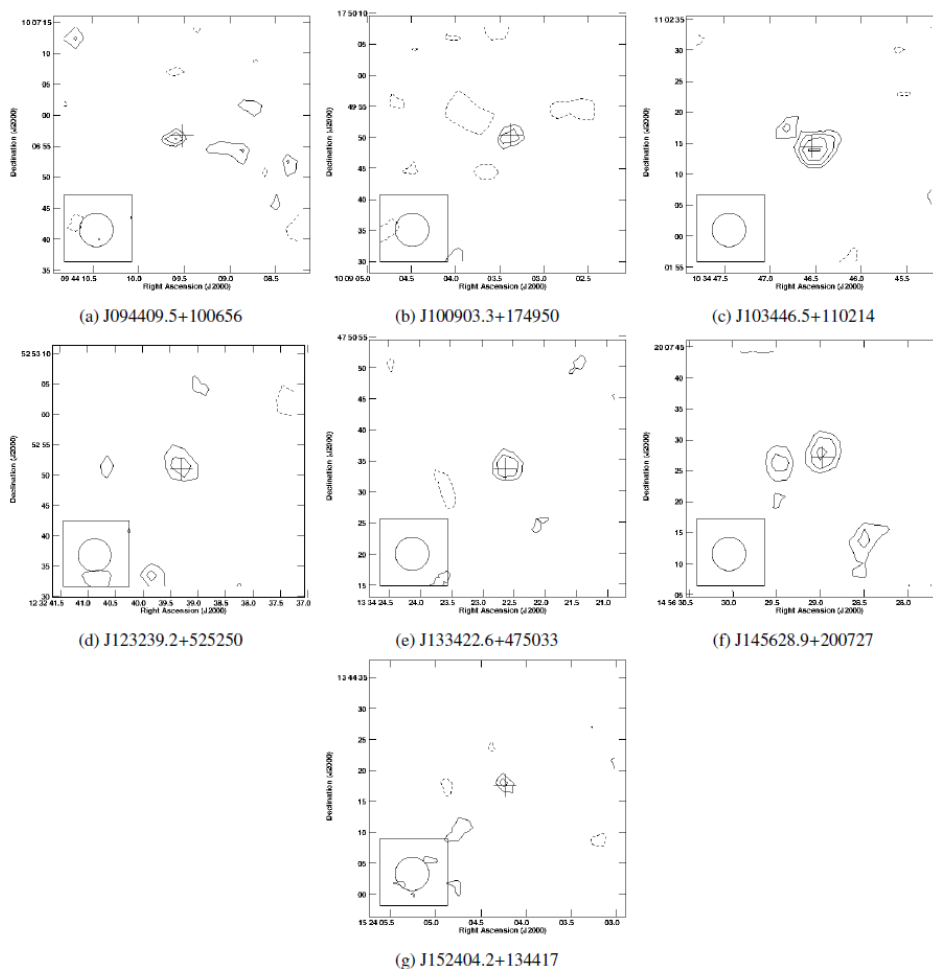 10 07 15
10
05
00
06 55
50
45
40
35
Declination (J2000)
09 44 10.5 10.0 09.5 09.0 08.5
Right Ascension (J2000)
(a) J094409.5+100656
17 50 10
05
00
49 55
50
45
40
35
30
Declination (J2000)
10 09 05.0 04.5 04.0 03.5 03.0 02.5
Right Ascension (J2000)
(b) J100903.3+174950
11 02 35
30
25
20
15
10
05
00
01 55
Declination (J2000)
10 34 47.5 47.0 46.5 46.0 45.5
Right Ascension (J2000)
(c) J103446.5+110214
52 53 10
05
00
52 55
50
45
40
35
30
Declination (J2000)
12 32 41.5 41.0 40.5 40.0 39.5 39.0 38.5 38.0 37.5 37.0
Right Ascension (J2000)
(d) J123239.2+525250
47 50 55
50
45
40
35
30
25
20
15
Declination (J2000)
13 34 24.5 24.0 23.5 23.0 22.5 22.0 21.5 21.0
Right Ascension (J2000)
(e) J133422.6+475033
20 07 45
40
35
30
25
20
15
10
05
Declination (J2000)
14 56 30.5 30.0 29.5 29.0 28.5 28.0
Right Ascension (J2000)
(f) J145628.9+200727
13 44 35
30
25
20
15
10
05
00
Declination (J2000)
15 24 05.5 05.0 04.5 04.0 03.5 03.0
Right Ascension (J2000)
(g) J152404.2+134417